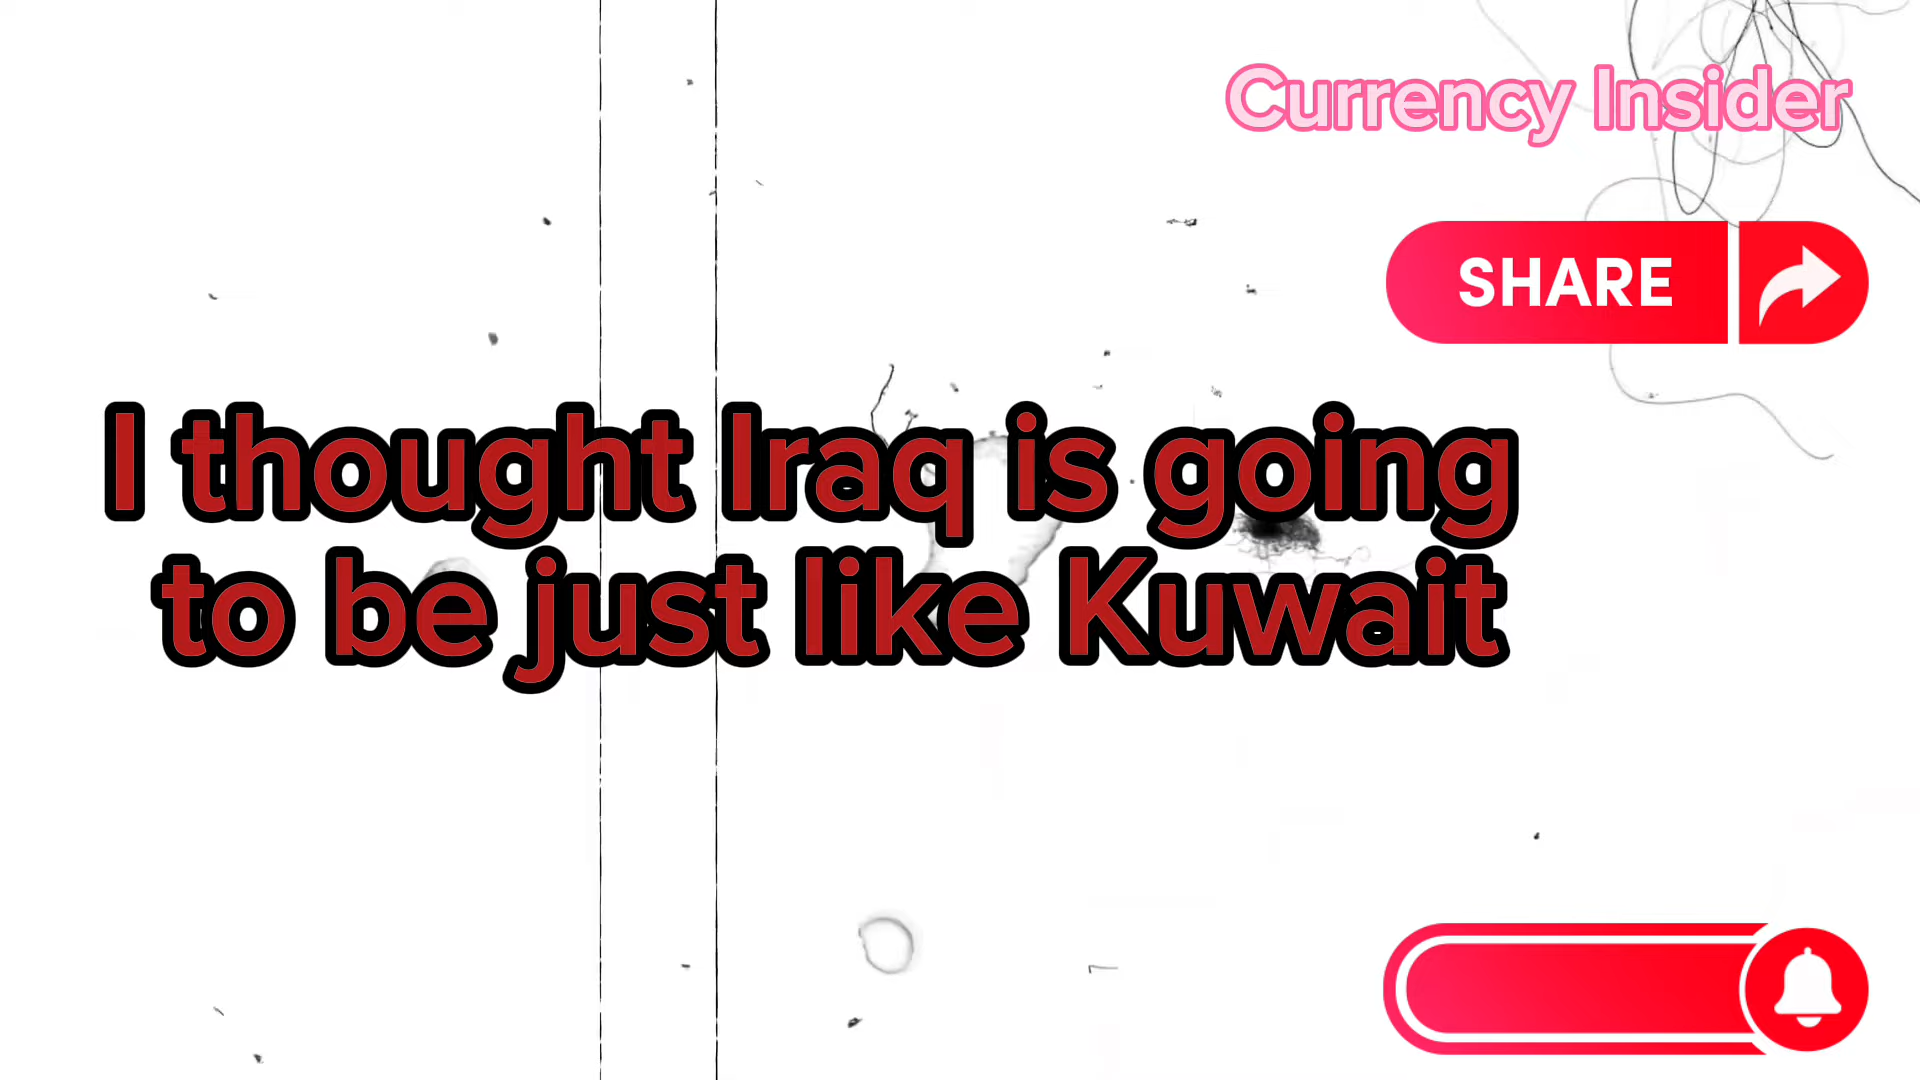 Currency Insider
SHARE
I thought Iraq is going
to be just like Kuwait